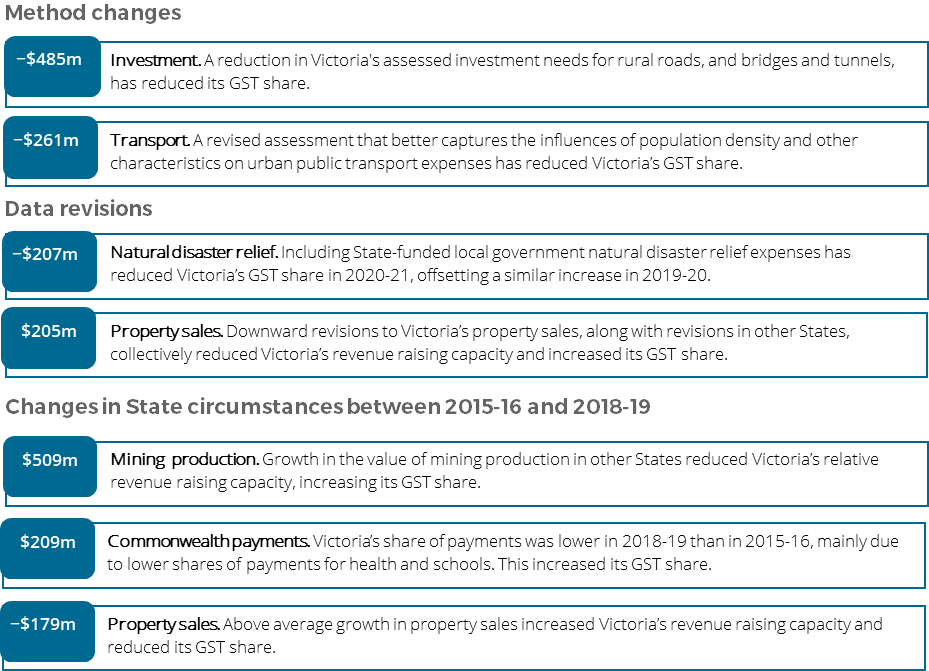 Method changes
−$485m
Investment. A reduction in Victoria's assessed investment needs for rural roads, and bridges and tunnels,
has reduced its GST share.
−$261m
Transport. A revised assessment that better captures the influences of population density and other
characteristics on urban public transport expenses has reduced Victoria’s GST share.
Data revisions
−$207m
Natural disaster relief. Including State-funded local government natural disaster relief expenses has
reduced Victoria’s GST share in 2020-21, offsetting a similar increase in 2019-20.
$205m
Property sales. Downward revisions to Victoria’s property sales, along with revisions in other States,
collectively reduced Victoria’s revenue raising capacity and increased its GST share.
Changes in State circumstances between 2015-16 and 2018-19
$509m
Mining production. Growth in the value of mining production in other States reduced Victoria’s relative
revenue raising capacity, increasing its GST share.
$209m
Commonwealth payments. Victoria’s share of payments was lower in 2018-19 than in 2015-16, mainly due
to lower shares of payments for health and schools. This increased its GST share.
−$179m
Property sales. Above average growth in property sales increased Victoria’s revenue raising capacity and
reduced its GST share.